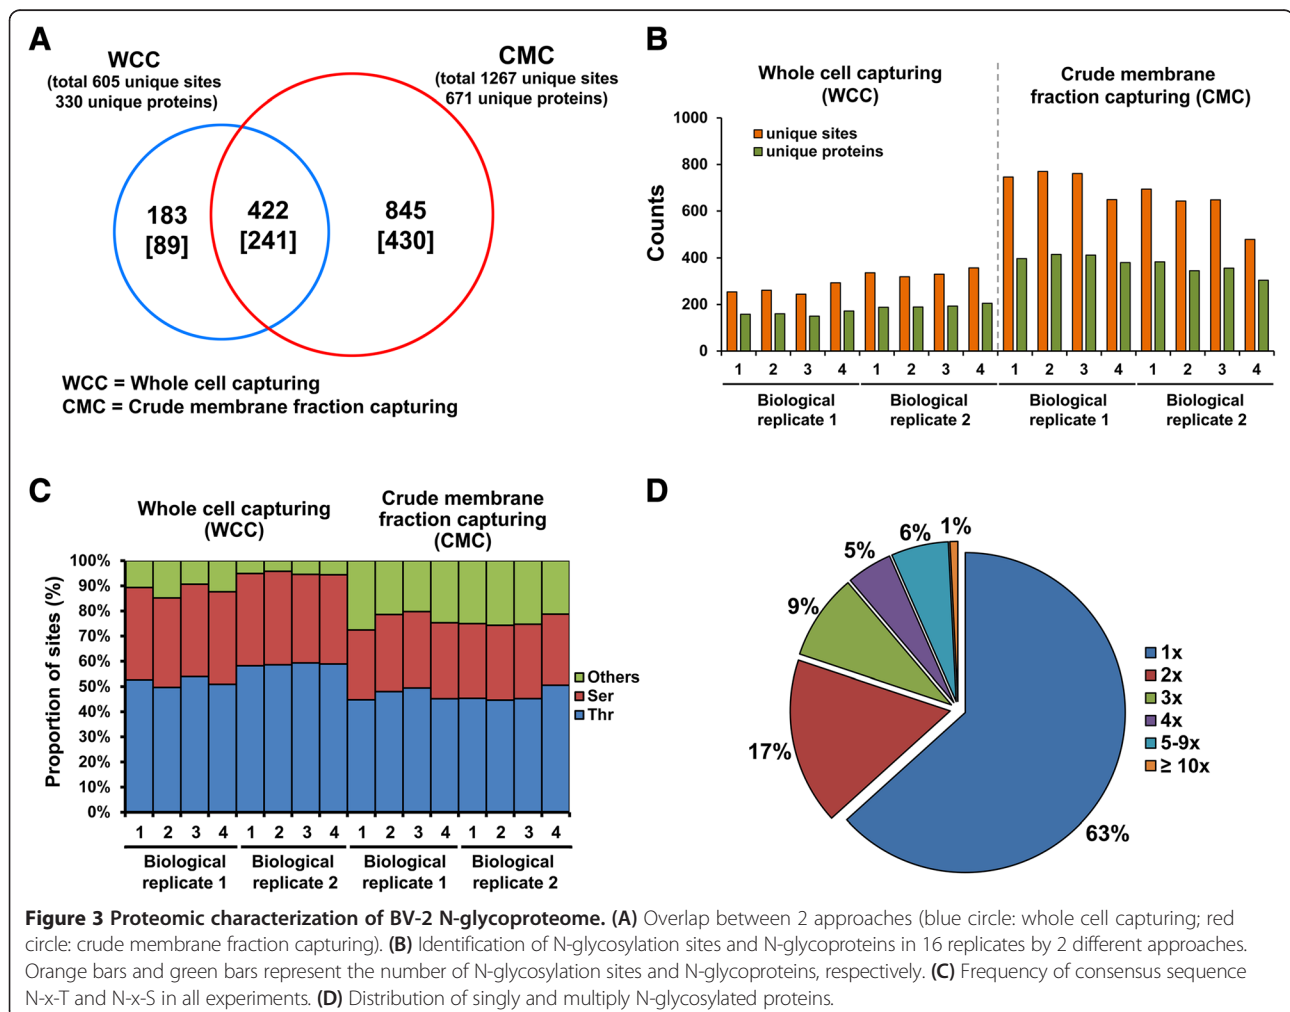 A
WCC
(total 605 unique sites
330 unique proteins)
CMC
(total 1267 unique sites
671 unique proteins)
183
[89]
422
[241]
845
[430]
WCC = Whole cell capturing
CMC = Crude membrane fraction capturing
B
Whole cell capturing
(WCC)
Crude membrane
fraction capturing (CMC)
unique sites
unique proteins
Counts
1000
800
600
400
200
0
1 2 3 4 1 2 3 4 1 2 3 4 1 2 3 4
Biological
replicate 1
Biological
replicate 2
Biological
replicate 1
Biological
replicate 2
C
Whole cell capturing
(WCC)
Crude membrane
fraction capturing
(CMC)
Proportion of sites (%)
100%
90%
80%
70%
60%
50%
40%
30%
20%
10%
0%
Others
Ser
Thr
1 2 3 4 1 2 3 4 1 2 3 4 1 2 3 4
Biological
replicate 1
Biological
replicate 2
Biological
replicate 1
Biological
replicate 2
D
1%
6%
5%
9%
17%
63%
1x
2x
3x
4x
5-9x
≥ 10x
Figure 3 Proteomic characterization of BV-2 N-glycoproteome. (A) Overlap between 2 approaches (blue circle: whole cell capturing; red
circle: crude membrane fraction capturing). (B) Identification of N-glycosylation sites and N-glycoproteins in 16 replicates by 2 different approaches.
Orange bars and green bars represent the number of N-glycosylation sites and N-glycoproteins, respectively. (C) Frequency of consensus sequence
N-x-T and N-x-S in all experiments. (D) Distribution of singly and multiply N-glycosylated proteins.